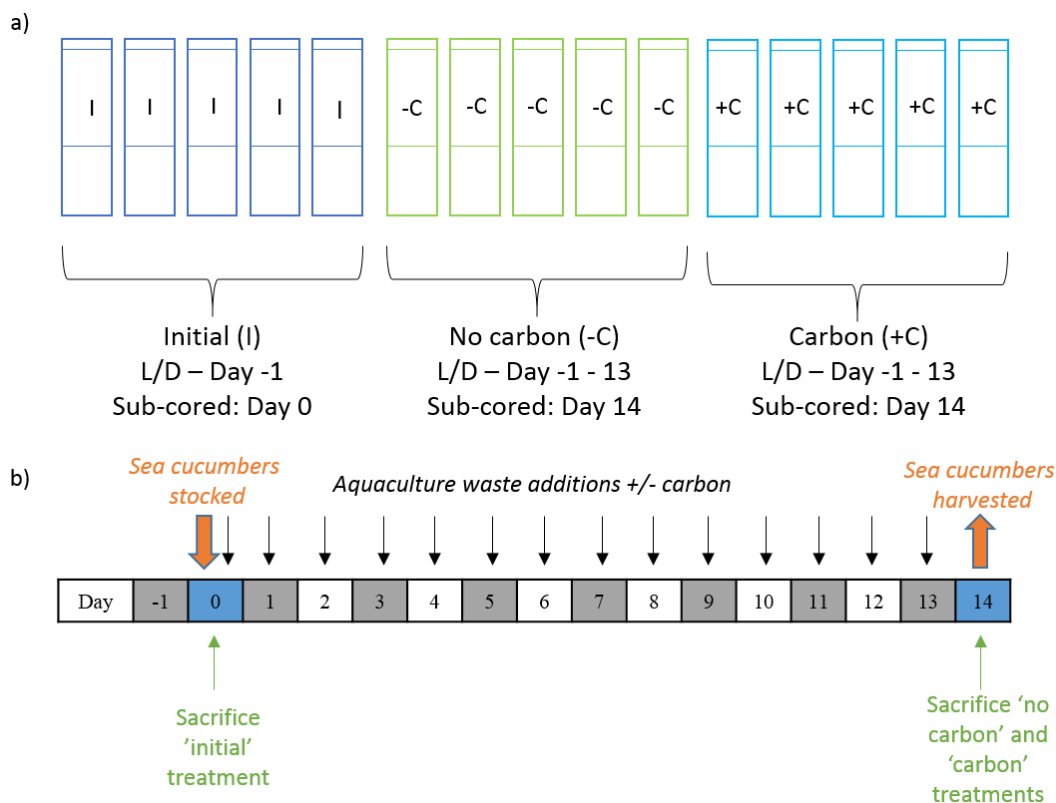 a)
I I I I I -C -C -C -C -C +C +C +C +C +C
Initial (I)
L/D – Day -1
Sub-cored: Day 0
No carbon (-C)
L/D – Day -1 - 13
Sub-cored: Day 14
Carbon (+C)
L/D – Day -1 - 13
Sub-cored: Day 14
b)
Sea cucumbers
stocked
Aquaculture waste additions +/- carbon
Sea cucumbers
harvested
Day -1 0 1 2 3 4 5 6 7 8 9 10 11 12 13 14
Sacrifice
’initial’
treatment
Sacrifice ‘no
carbon’ and
‘carbon’
treatments